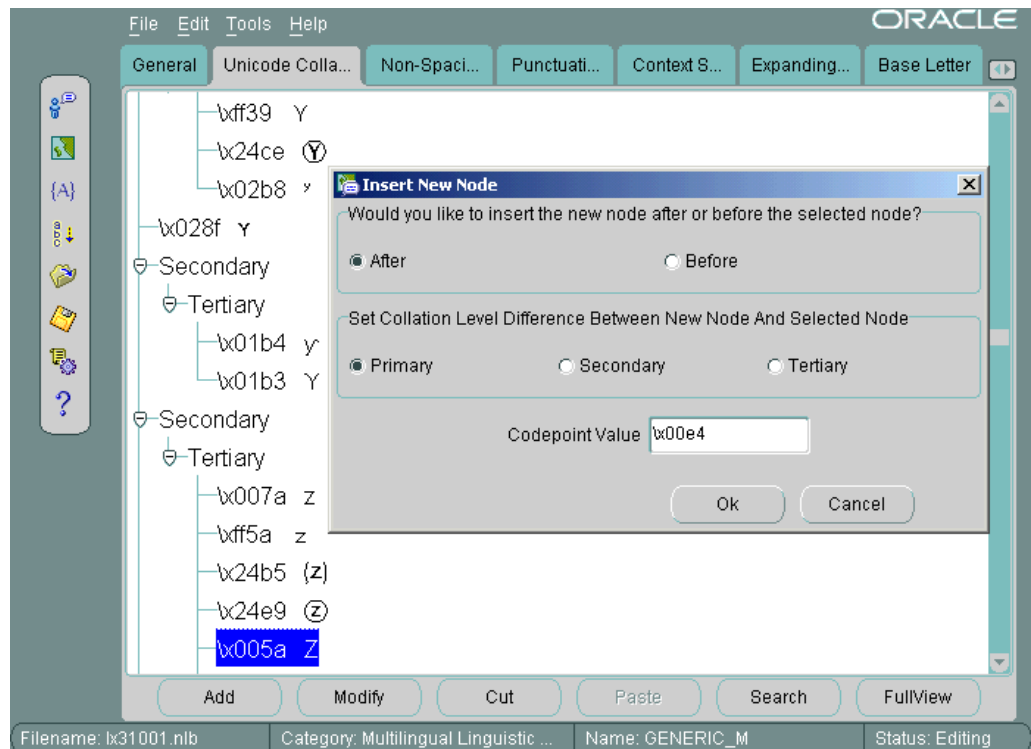 File Edit Tools Help
ORACLE
General Unicode Colla... Non-Spaci... Punctuati... Context S... Expanding... Base Letter
{A}
a b c
?
\xff39 Y
\x24ce Ⓨ
\x02b8 ʸ
\x028f ʏ
Secondary
Tertiary
\x01b4 ƴ
\x01b3 Ƴ
Secondary
Tertiary
\x007a z
\xff5a z
\x24b5 (z)
\x24e9 ⓩ
\x005a Z
Insert New Node
Would you like to insert the new node after or before the selected node?
After Before
Set Collation Level Difference Between New Node And Selected Node
Primary Secondary Tertiary
Codepoint Value \x00e4
Ok Cancel
Add Modify Cut Paste Search FullView
Filename: lx31001.nlb Category: Multilingual Linguistic ... Name: GENERIC_M Status: Editing